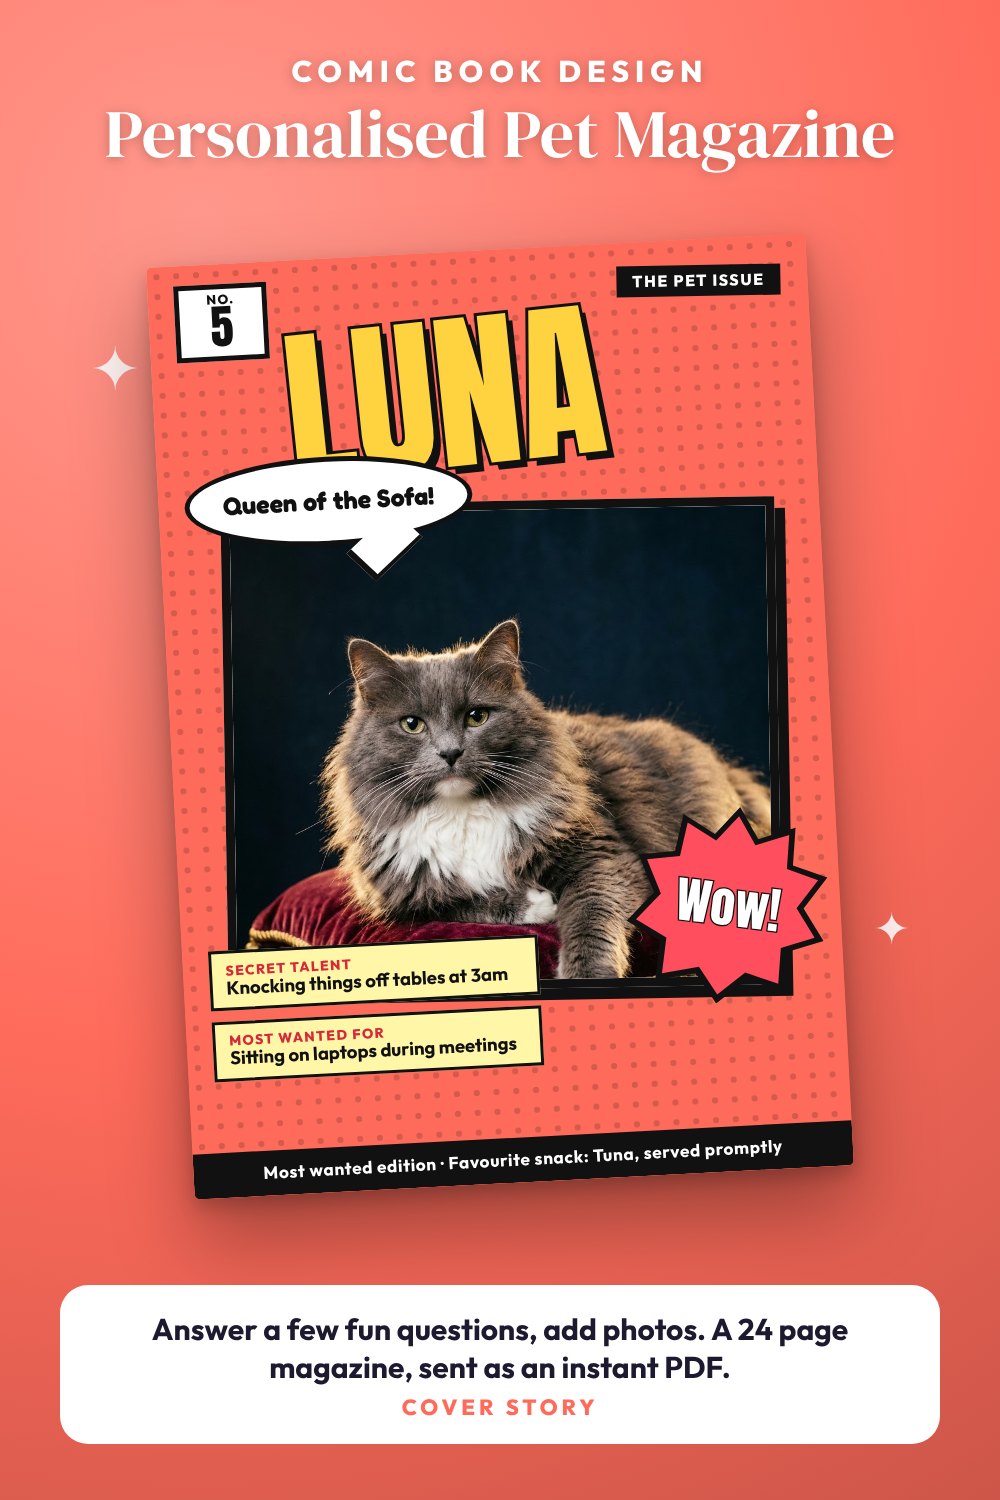 COMIC BOOK DESIGN
Personalised Pet Magazine
NO.
5
THE PET ISSUE
LUNA
Queen of the Sofa!
Wow!
SECRET TALENT
Knocking things off tables at 3am
MOST WANTED FOR
Sitting on laptops during meetings
Most wanted edition · Favourite snack: Tuna, served promptly
Answer a few fun questions, add photos. A 24 page
magazine, sent as an instant PDF.
COVER STORY